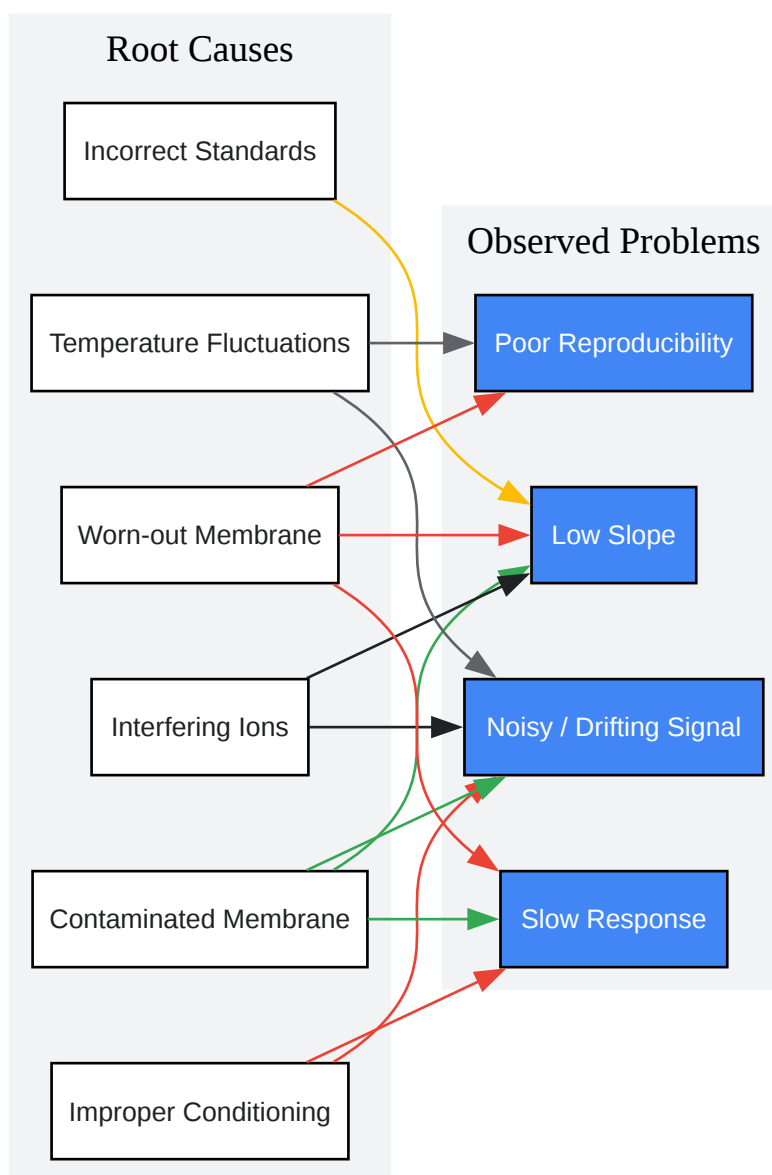 Root Causes
Incorrect Standards
Temperature Fluctuations
Worn-out Membrane
Interfering Ions
Contaminated Membrane
Improper Conditioning
Observed Problems
Poor Reproducibility
Low Slope
Noisy / Drifting Signal
Slow Response